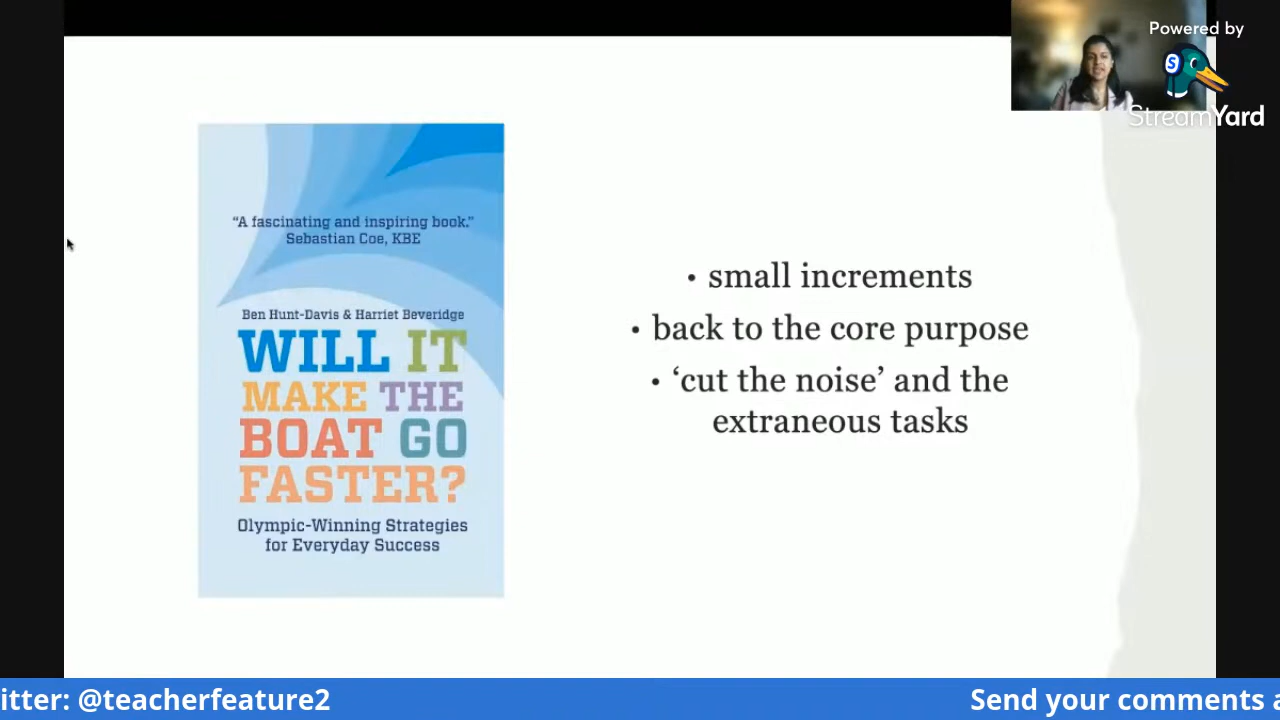 Powered by
S
StreamYard
“A fascinating and inspiring book.”
Sebastian Coe, KBE
Ben Hunt-Davis & Harriet Beveridge
WILL IT
MAKE THE
BOAT GO
FASTER?
Olympic-Winning Strategies
for Everyday Success
• small increments
• back to the core purpose
• ‘cut the noise’ and the
extraneous tasks
itter: @teacherfeature2
Send your comments a